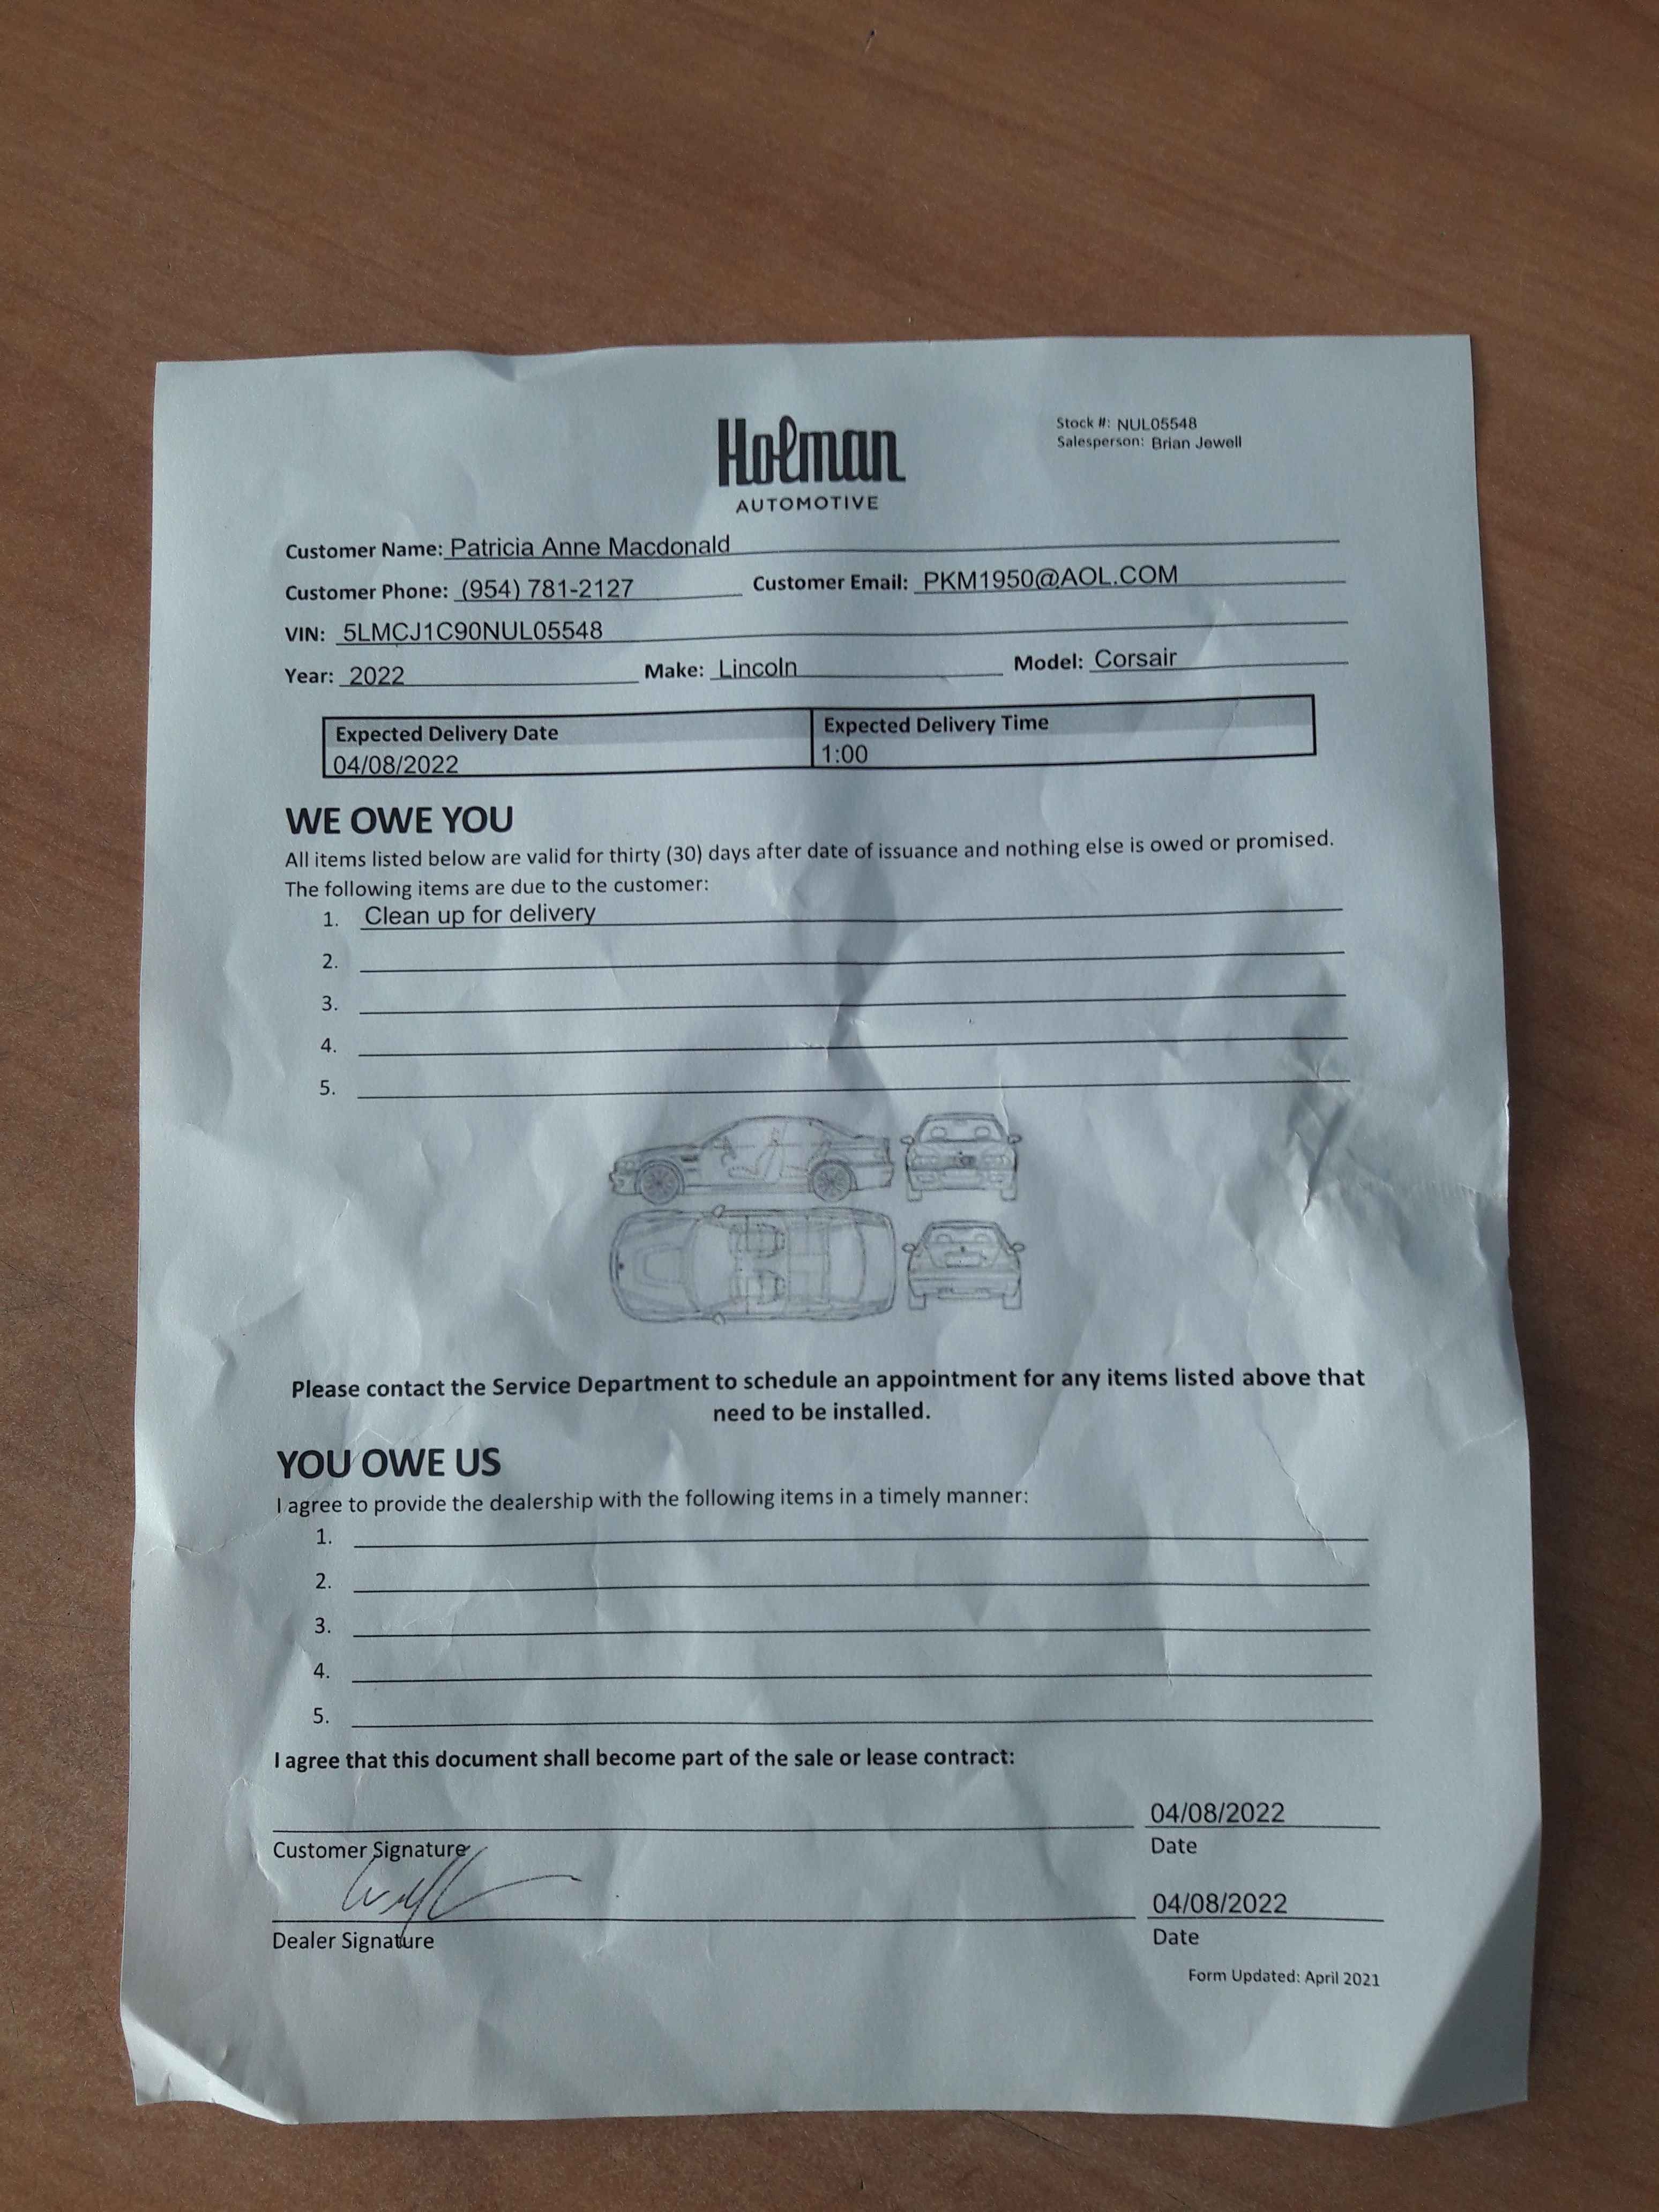 Holman
AUTOMOTIVE
Stock #: NUL05548
Salesperson: Brian Jewell
Customer Name: Patricia Anne Macdonald
Customer Phone: (954) 781-2127 Customer Email: PKM1950@AOL.COM
VIN: 5LMCJ1C90NUL05548
Year: 2022 Make: Lincoln Model: Corsair
Expected Delivery Date Expected Delivery Time
04/08/2022 1:00
WE OWE YOU
All items listed below are valid for thirty (30) days after date of issuance and nothing else is owed or promised.
The following items are due to the customer:
1. Clean up for delivery
2.
3.
4.
5.
Please contact the Service Department to schedule an appointment for any items listed above that
need to be installed.
YOU OWE US
I agree to provide the dealership with the following items in a timely manner:
1.
2.
3.
4.
5.
I agree that this document shall become part of the sale or lease contract:
04/08/2022
Customer Signature Date
04/08/2022
Dealer Signature Date
Form Updated: April 2021